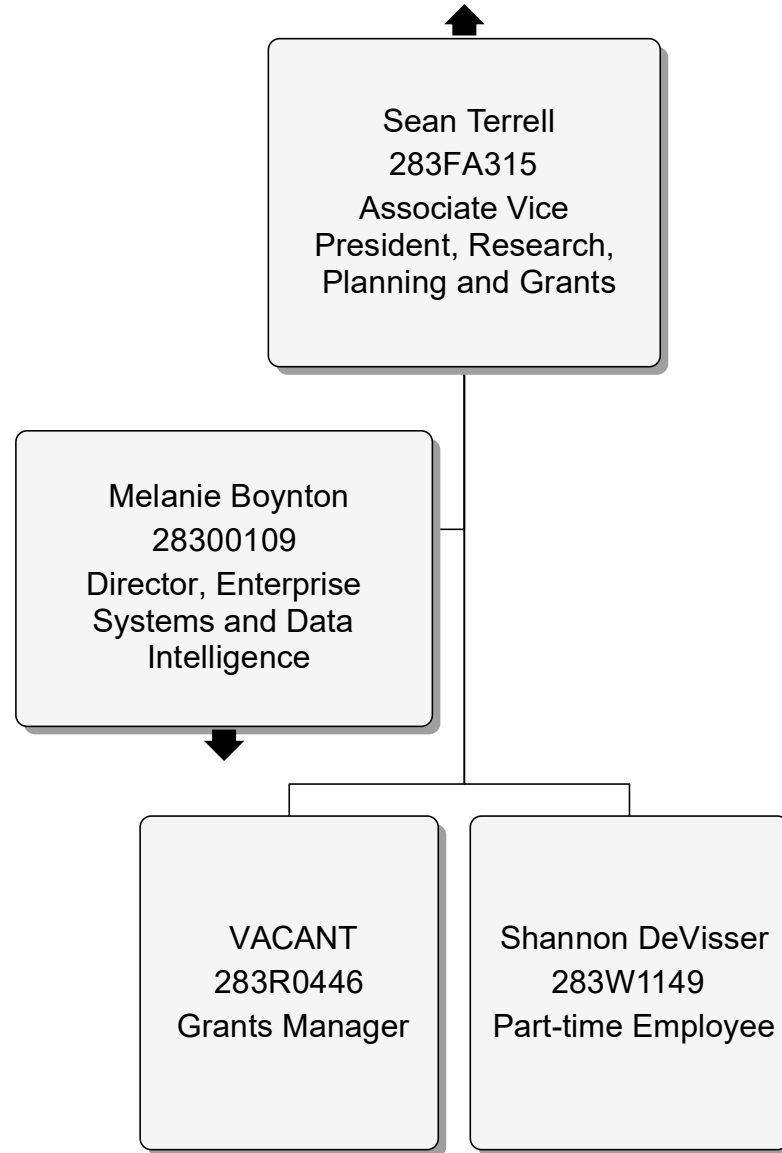 Sean Terrell
283FA315
Associate Vice
President, Research,
Planning and Grants
Melanie Boynton
28300109
Director, Enterprise
Systems and Data
Intelligence
VACANT
283R0446
Grants Manager
Shannon DeVisser
283W1149
Part-time Employee